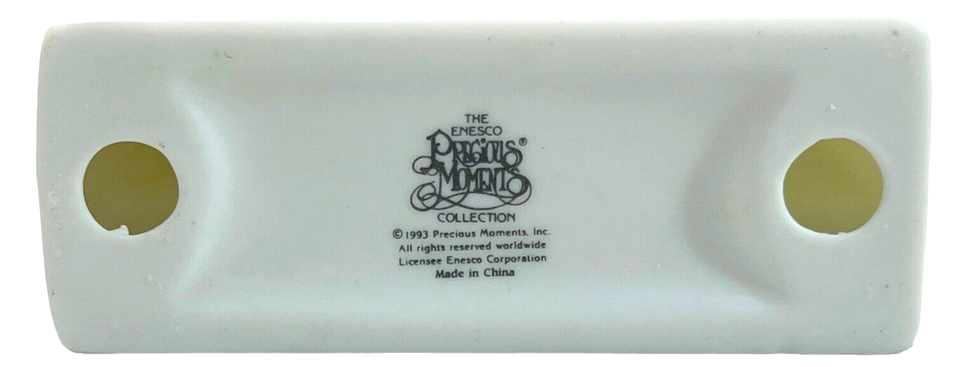 THE
ENESCO
PRECIOUS®
MOMENTS
COLLECTION
© 1993 Precious Moments, Inc.
All rights reserved worldwide
Licensee Enesco Corporation
Made in China